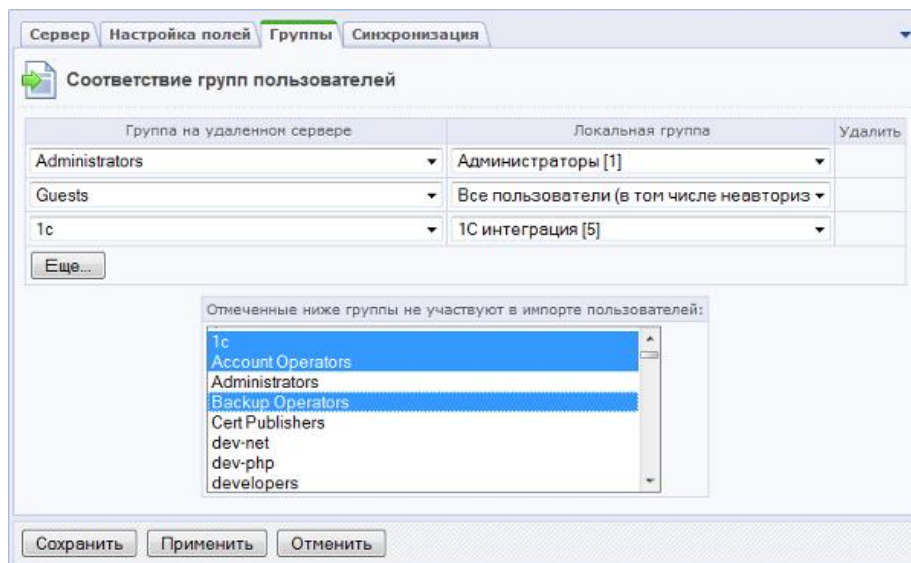 Сервер Настройка полей Группы Синхронизация
Соответствие групп пользователей
Группа на удаленном сервере Локальная группа Удалить
Administrators Администраторы [1]
Guests Все пользователи (в том числе неавториз
1c 1С интеграция [5]
Еще...
Отмеченные ниже группы не участвуют в импорте пользователей:
1c
Account Operators
Administrators
Backup Operators
Cert Publishers
dev-net
dev-php
developers
Сохранить Применить Отменить